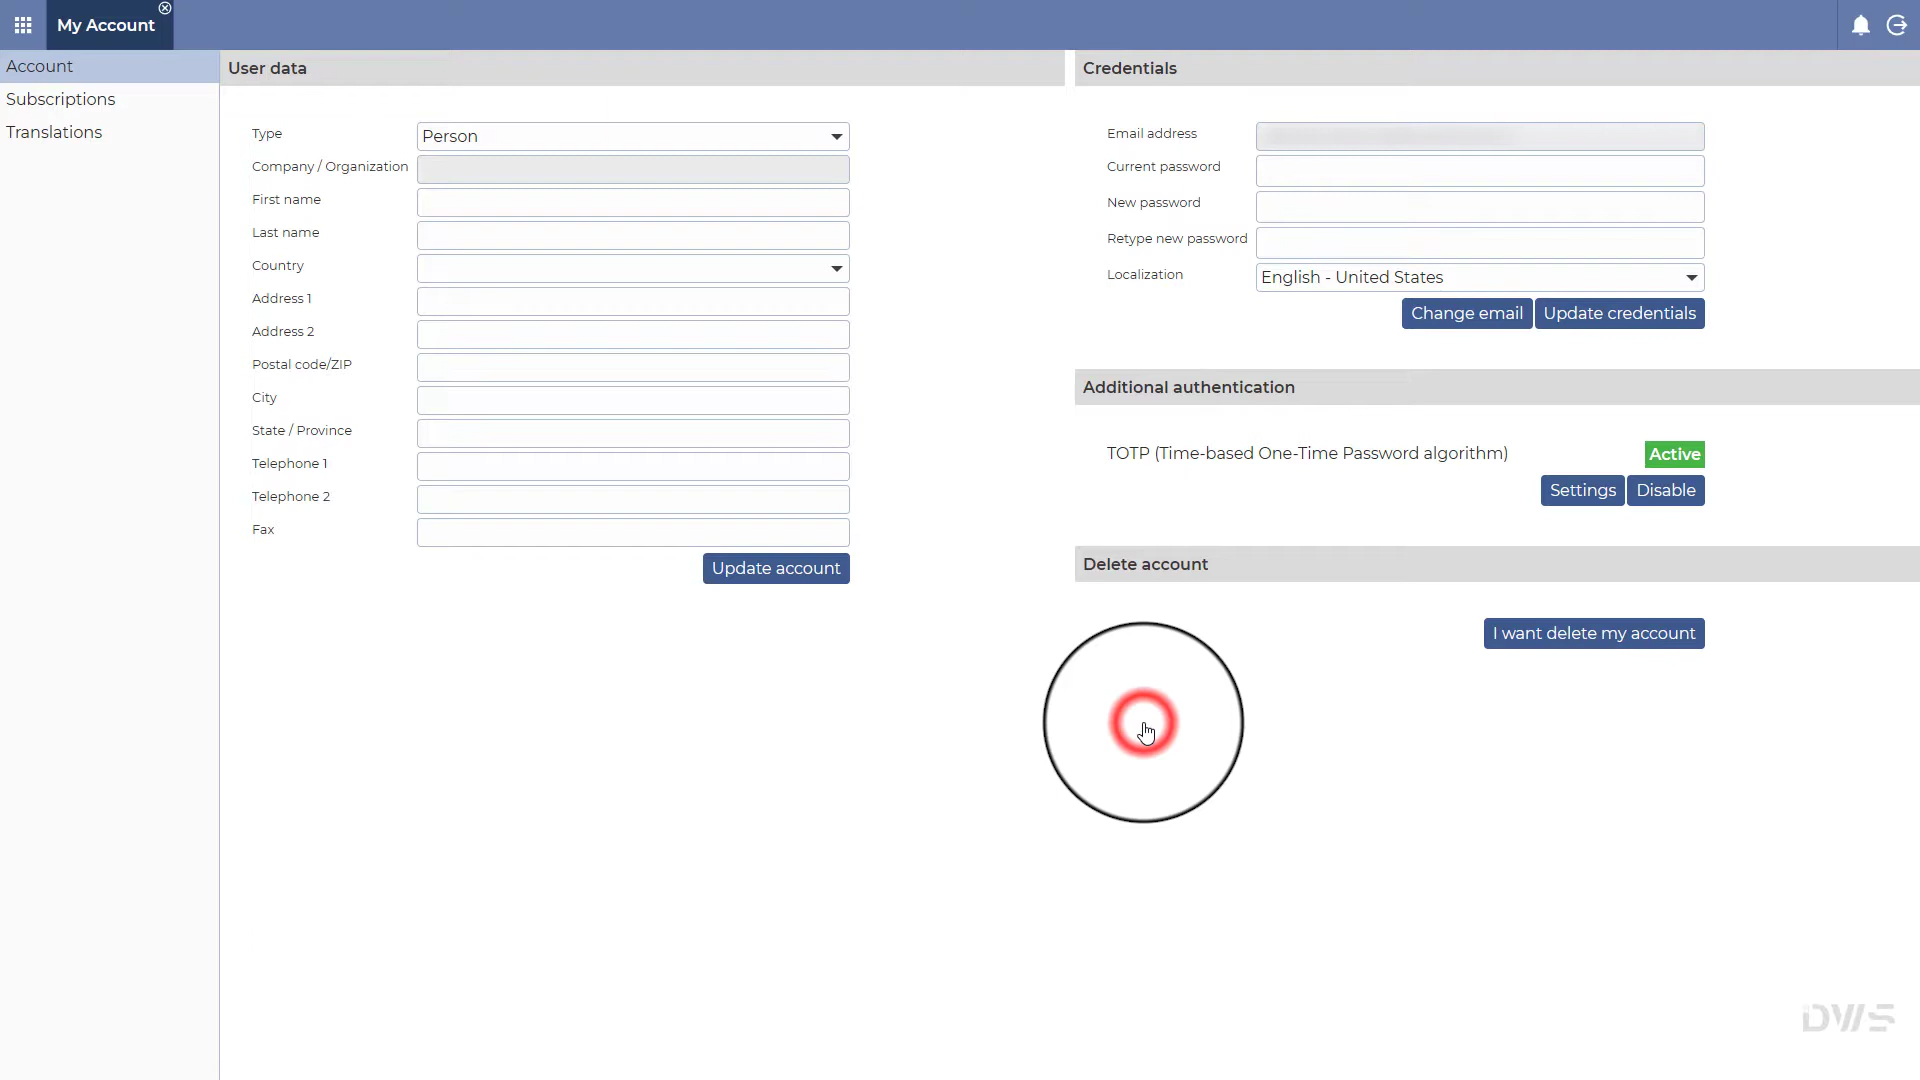 My Account
Account
Subscriptions
Translations
User data
Type
Person
Company / Organization
First name
Last name
Country
Address 1
Address 2
Postal code/ZIP
City
State / Province
Telephone 1
Telephone 2
Fax
Update account
Credentials
Email address
Current password
New password
Retype new password
Localization
English - United States
Change email
Update credentials
Additional authentication
TOTP (Time-based One-Time Password algorithm)
Active
Settings
Disable
Delete account
I want delete my account
DWS